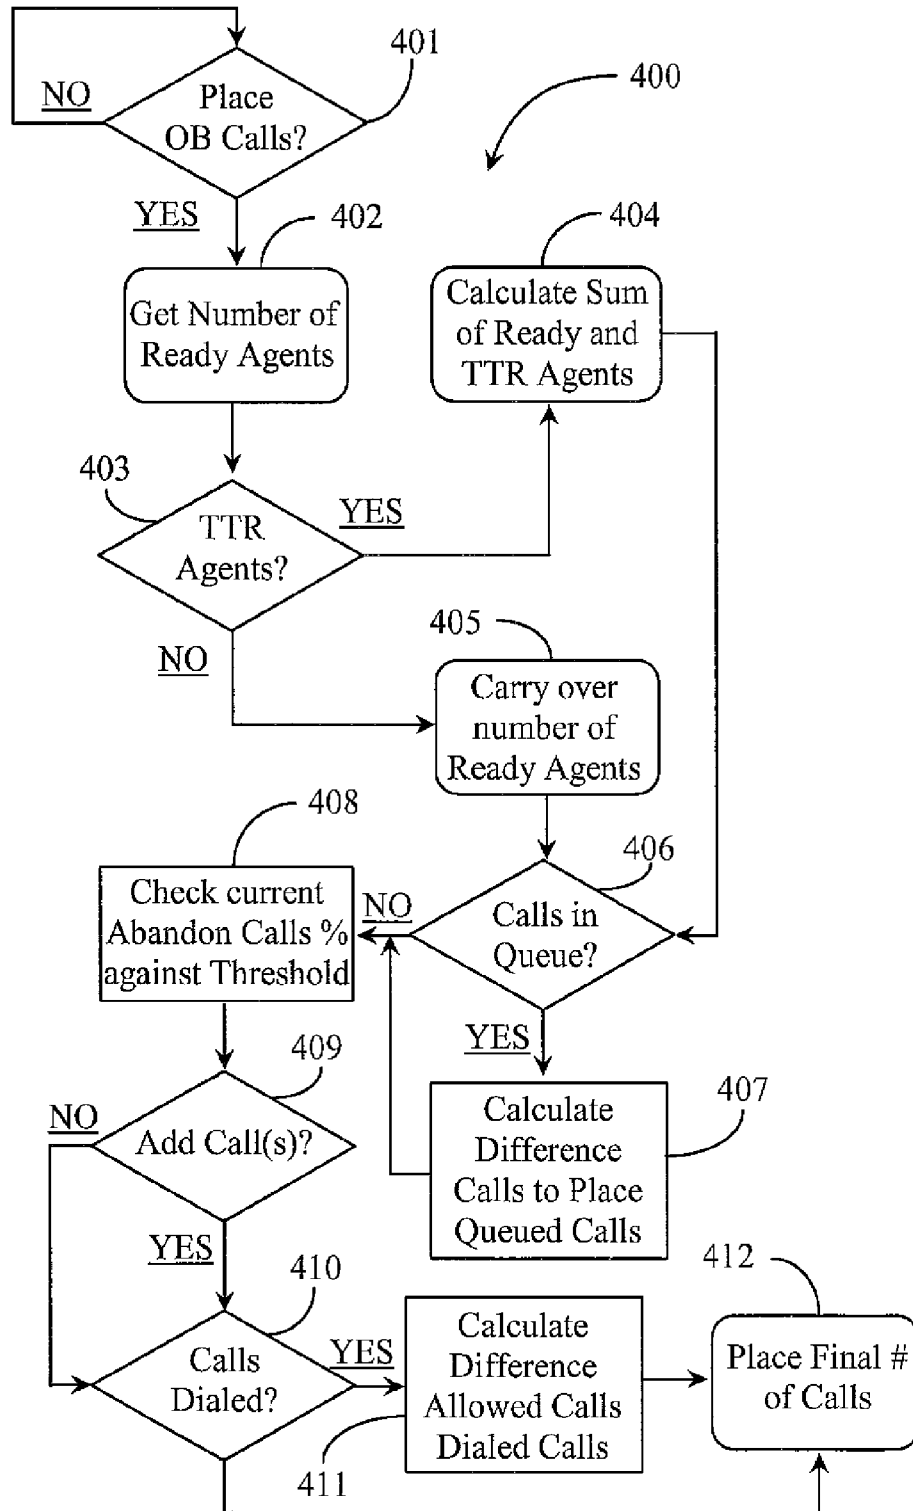 401
NO
Place
OB Calls?
400
YES
402
404
Get Number of
Ready Agents
Calculate Sum
of Ready and
TTR Agents
403
YES
TTR
Agents?
405
NO
Carry over
number of
Ready Agents
408
406
Check current
Abandon Calls %
against Threshold
NO
Calls in
Queue?
YES
409
407
NO
Add Call(s)?
Calculate
Difference
Calls to Place
Queued Calls
YES
410
412
Calls
Dialed?
YES
Calculate
Difference
Allowed Calls
Dialed Calls
Place Final #
of Calls
411